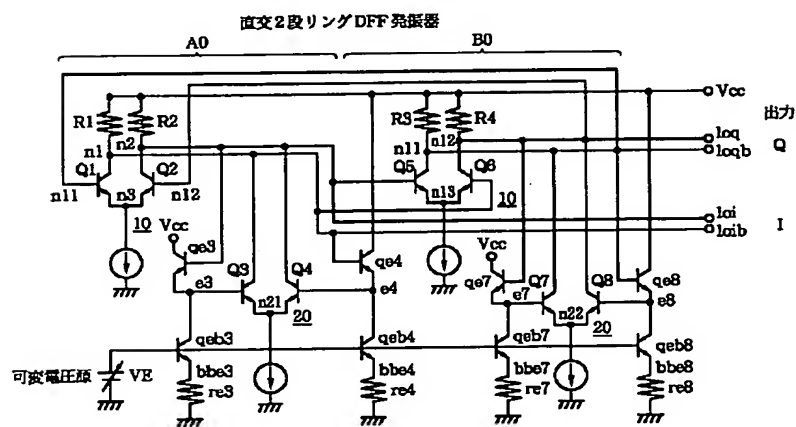 直交２段リングDFF発振器
A0 B0
Vcc
R1 R2 R3 R4 出力
n1 n2 n11 n12 loq Q
loqb
Q1 Q2 Q5 Q6
n11 n3 n12 n13 10
loi I
loib
10 Vcc Vcc
qe3 qe4 qe7 qe8
e3 Q3 Q4 e4 e7 Q7 Q8 e8
n21 n22
20 20
qeb3 qeb4 qeb7 qeb8
可変電圧源 VE bbe3 bbe4 bbe7 bbe8
re3 re4 re7 re8